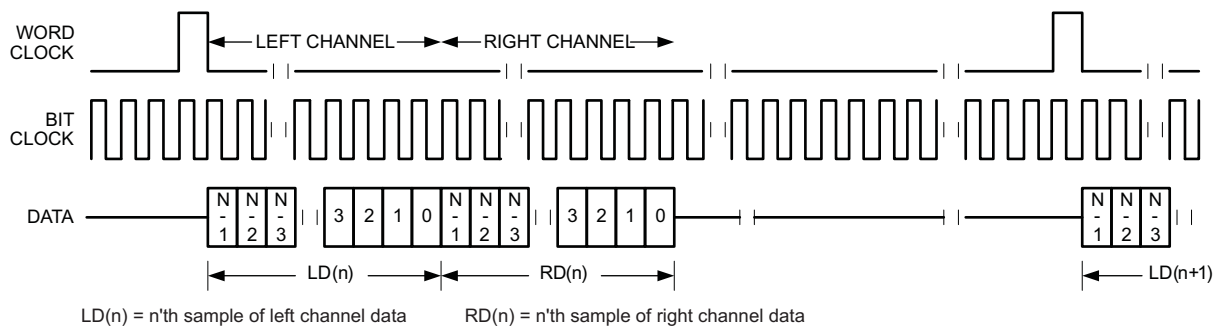 WORD
CLOCK
LEFT CHANNEL
RIGHT CHANNEL
BIT
CLOCK
DATA
N-1 N-2 N-3 3 2 1 0 N-1 N-2 N-3 3 2 1 0 N-1 N-2 N-3
LD(n) RD(n) LD(n+1)
LD(n) = n'th sample of left channel data RD(n) = n'th sample of right channel data